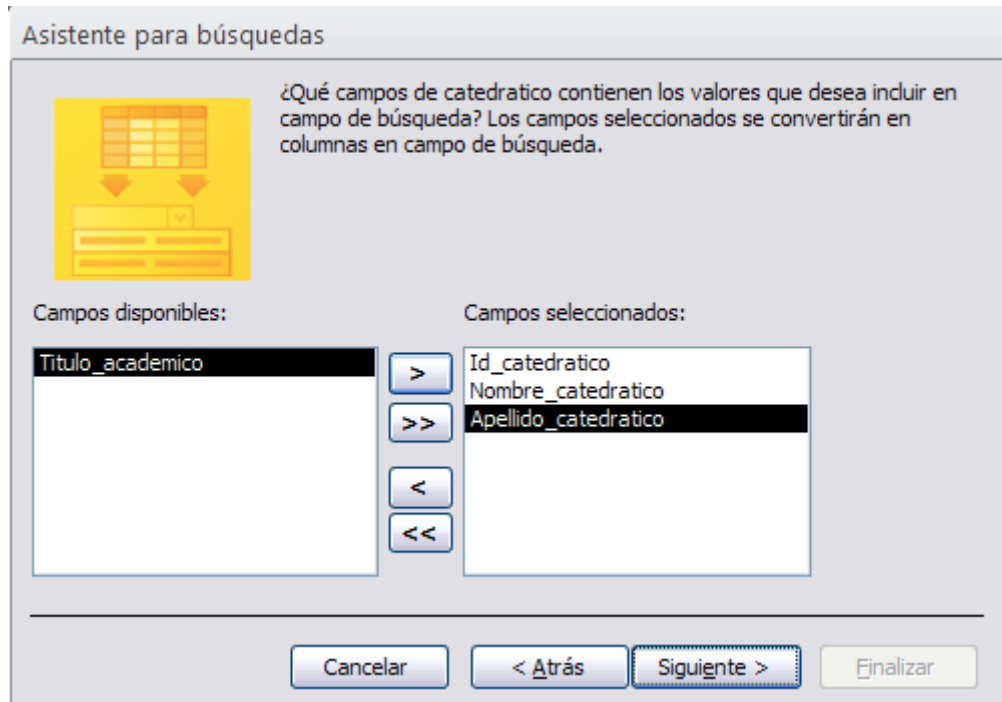 Asistente para búsquedas
¿Qué campos de catedratico contienen los valores que desea incluir en
campo de búsqueda? Los campos seleccionados se convertirán en
columnas en campo de búsqueda.
Campos disponibles:
Campos seleccionados:
Titulo_academico
>
>>
<
<<
Id_catedratico
Nombre_catedratico
Apellido_catedratico
Cancelar
< Atrás
Siguiente >
Finalizar